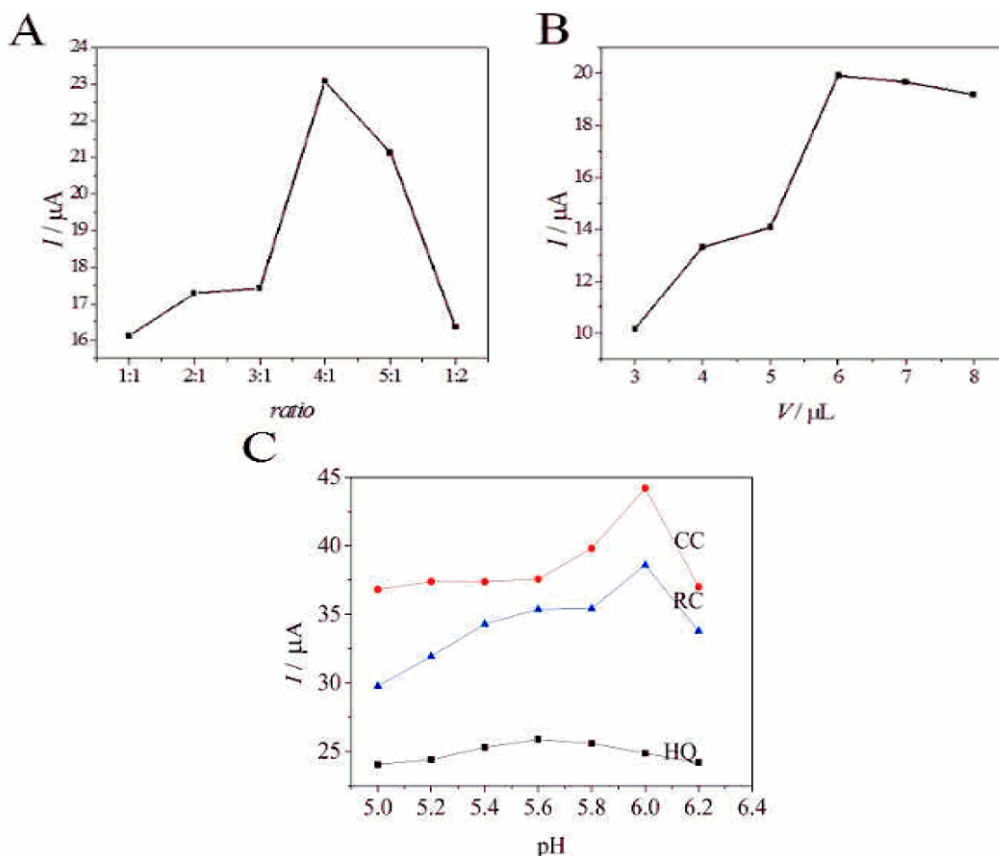 A
24
23
22
21
20
19
18
17
16
I / μA
1:1 2:1 3:1 4:1 5:1 1:2
ratio
B
20
18
16
14
12
10
I / μA
3 4 5 6 7 8
V / μL
C
45
40
35
30
25
I / μA
CC
RC
HQ
5.0 5.2 5.4 5.6 5.8 6.0 6.2 6.4
pH